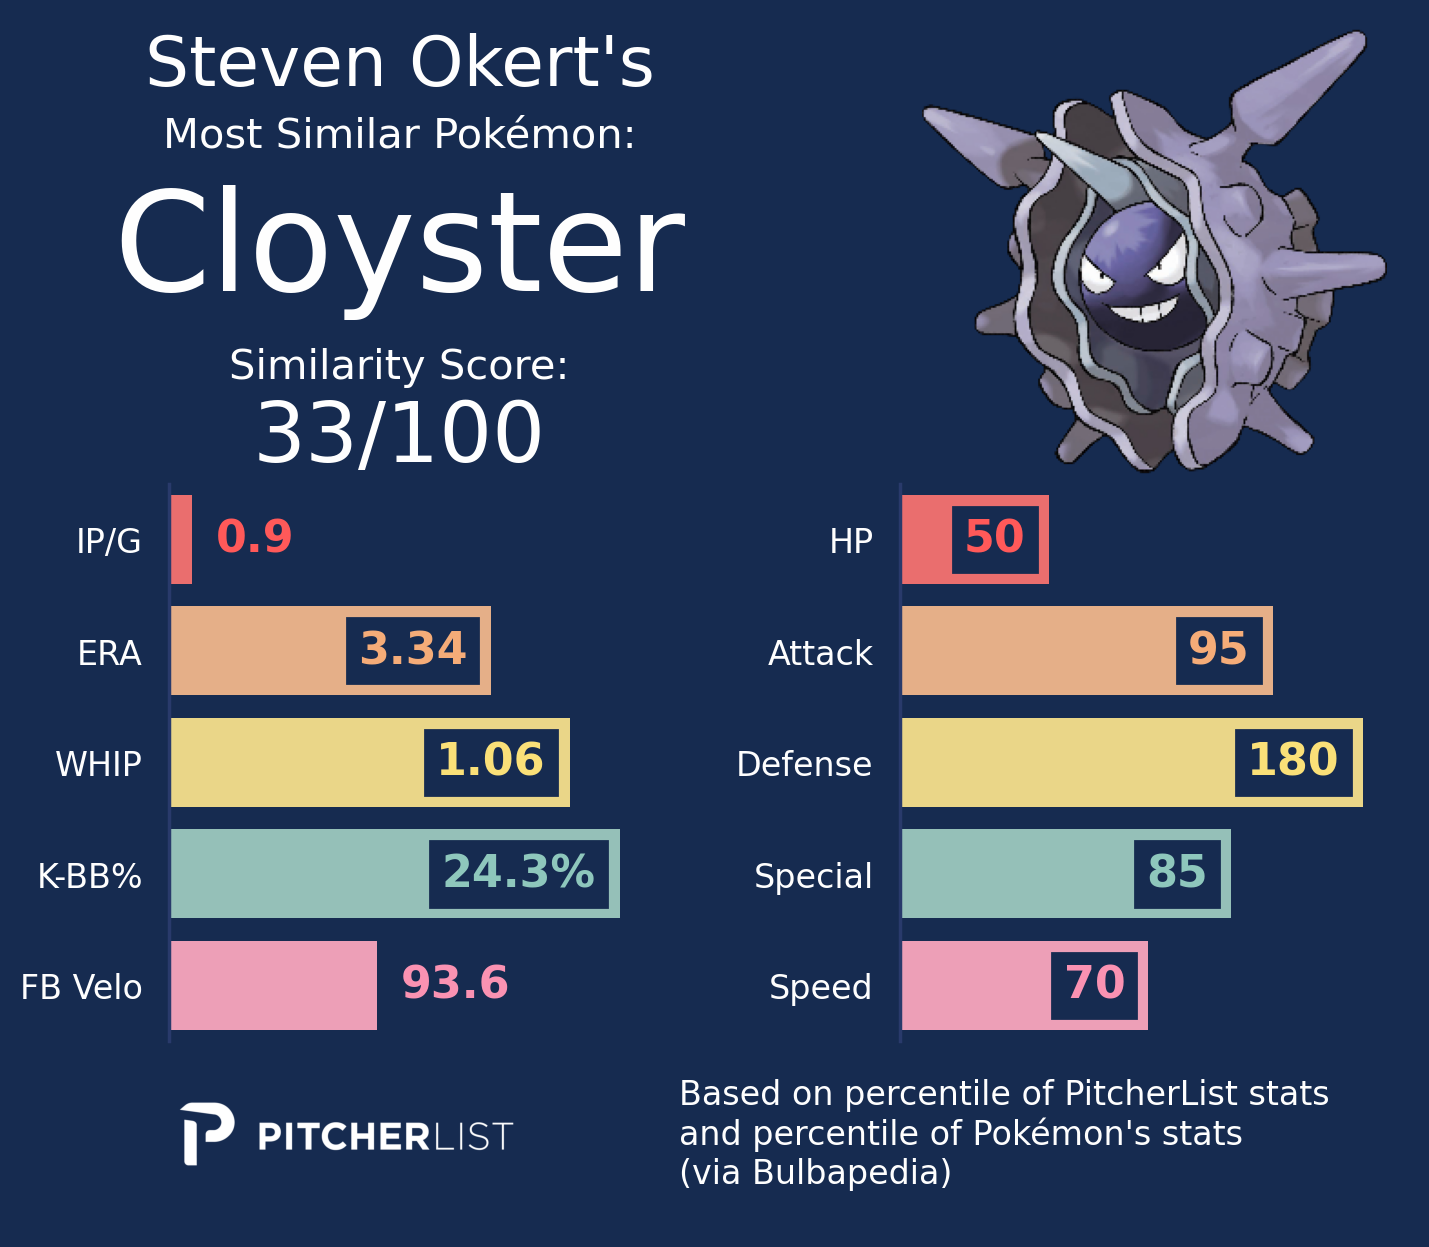 Steven Okert's
Most Similar Pokémon:
Cloyster
Similarity Score:
33/100
IP/G 0.9
ERA 3.34
WHIP 1.06
K-BB% 24.3%
FB Velo 93.6
HP 50
Attack 95
Defense 180
Special 85
Speed 70
PITCHERLIST
Based on percentile of PitcherList stats
and percentile of Pokémon's stats
(via Bulbapedia)